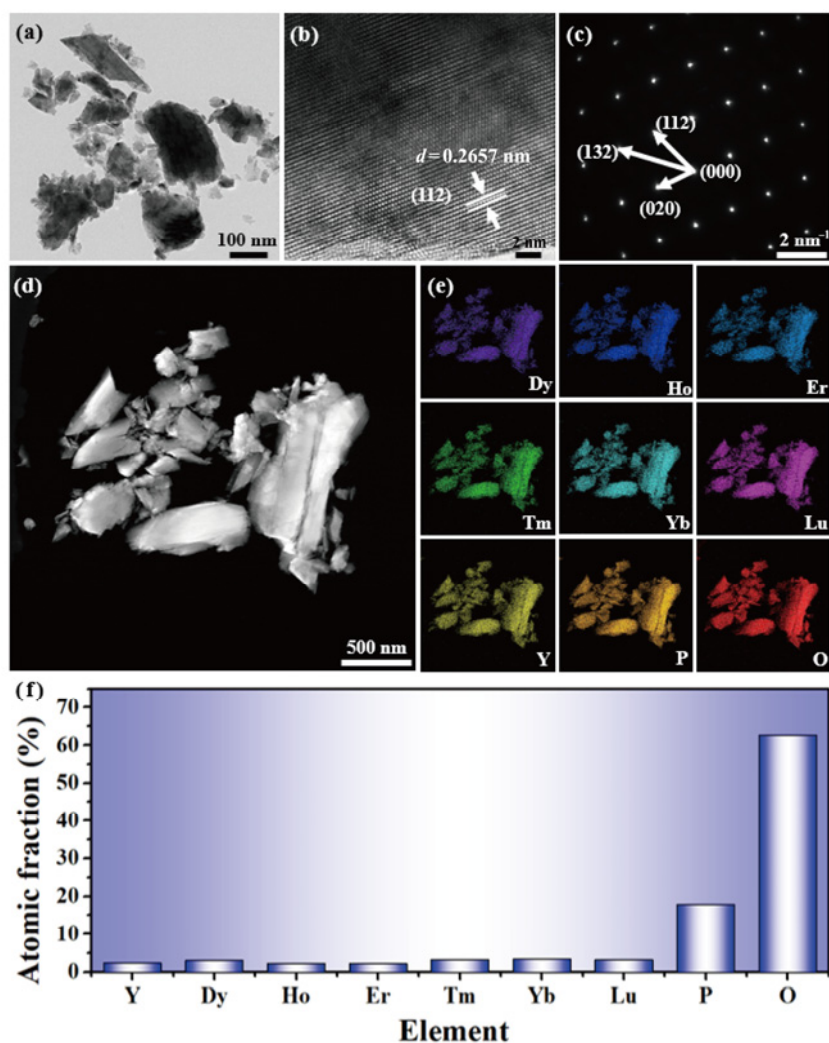 (a)
100 nm
(b)
d = 0.2657 nm
(112)
2 nm
(c)
(112)
(132)
(000)
(020)
2 nm⁻¹
(d)
500 nm
(e)
Dy
Ho
Er
Tm
Yb
Lu
Y
P
O
(f)
Atomic fraction (%)
70
60
50
40
30
20
10
0
Y Dy Ho Er Tm Yb Lu P O
Element